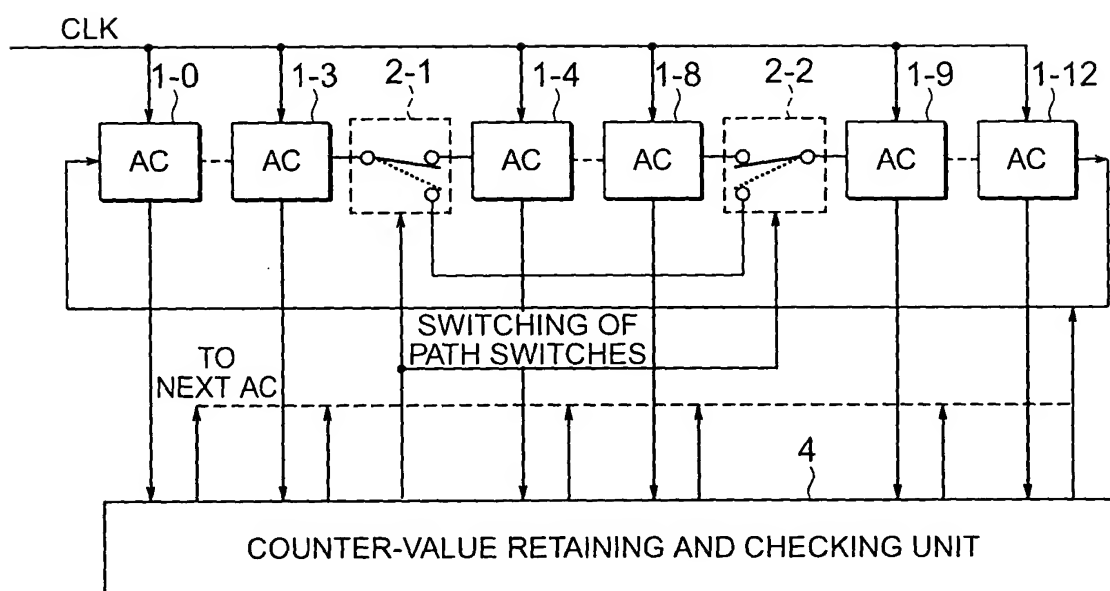 CLK
1-0 1-3 2-1 1-4 1-8 2-2 1-9 1-12
AC AC AC AC AC AC
SWITCHING OF
PATH SWITCHES
TO
NEXT AC
4
COUNTER-VALUE RETAINING AND CHECKING UNIT